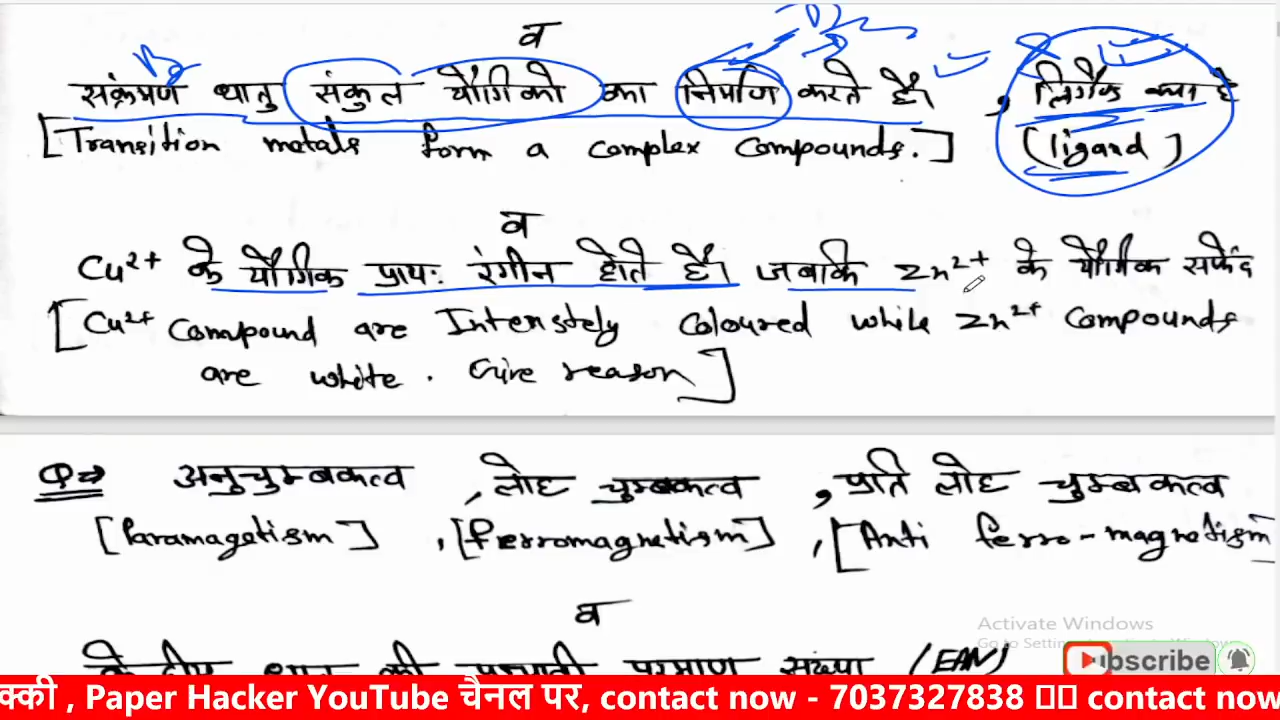 व
संक्रमण धातु संकुल यौगिको का निर्माण करते हैं। , लिगैंड क्या है
[Transition metals form a complex compounds.] (ligand)
व
Cu2+ के यौगिक प्रायः रंगीन होते हैं। जबकि Zn2+ के यौगिक सफेद
[Cu2+ Compound are Intenstely Coloured while Zn2+ Compounds
are white. Give reason]
Q⇒ अनुचुम्बकत्व , लोह चुम्बकत्व , प्रति लोह चुम्बकत्व
[Paramagetism] , [ferromagnetism] , [Anti ferro-magnetism
व
परमाणु संख्या (EAN)
Activate Windows
Subscribe
क्की , Paper Hacker YouTube चैनल पर, contact now - 7037327838 contact now